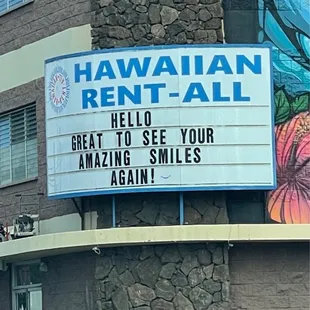 HAWAIIAN
RENT-ALL
HELLO
GREAT TO SEE YOUR
AMAZING SMILES
AGAIN!